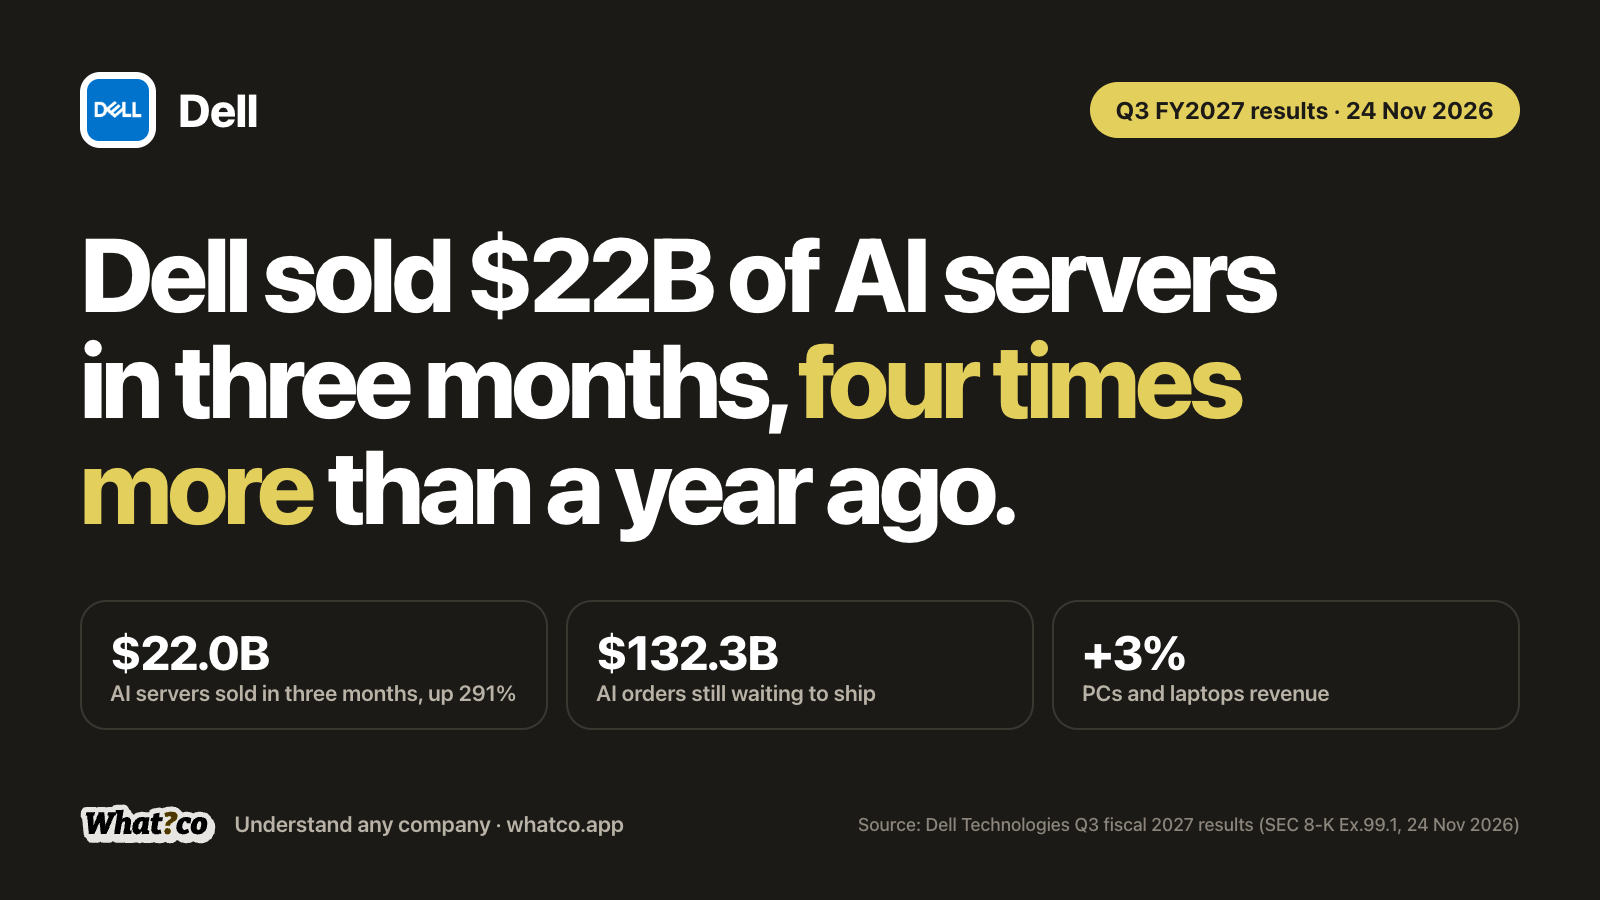 DELL
Dell
Q3 FY2027 results · 24 Nov 2026
Dell sold $22B of AI servers
in three months, four times
more than a year ago.
$22.0B
AI servers sold in three months, up 291%
$132.3B
AI orders still waiting to ship
+3%
PCs and laptops revenue
What?co
Understand any company · whatco.app
Source: Dell Technologies Q3 fiscal 2027 results (SEC 8-K Ex.99.1, 24 Nov 2026)